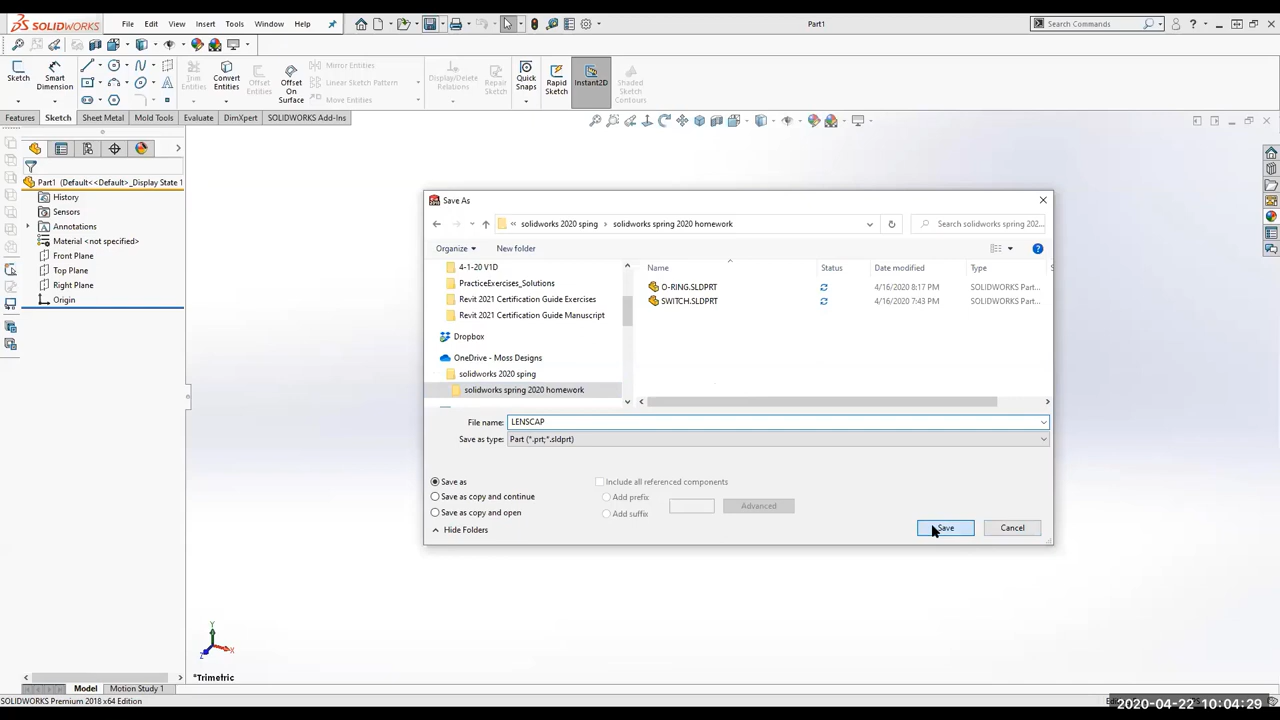 SOLIDWORKS File Edit View Insert Tools Window Help Part1 Search Commands
Sketch Smart Dimension Trim Entities Convert Entities Offset Entities Offset On Surface Mirror Entities Linear Sketch Pattern Move Entities Display/Delete Relations Repair Sketch Quick Snaps Rapid Sketch Instant2D Shaded Sketch Contours
Features Sketch Sheet Metal Mold Tools Evaluate DimXpert SOLIDWORKS Add-Ins
Part1 (Default<<Default>_Display State 1
History
Sensors
Annotations
Material <not specified>
Front Plane
Top Plane
Right Plane
Origin
Save As
« solidworks 2020 sping › solidworks spring 2020 homework Search solidworks spring 202...
Organize New folder
4-1-20 V1D
PracticeExercises_Solutions
Revit 2021 Certification Guide Exercises
Revit 2021 Certification Guide Manuscript
Dropbox
OneDrive - Moss Designs
solidworks 2020 sping
solidworks spring 2020 homework
Name Status Date modified Type
O-RING.SLDPRT 4/16/2020 8:17 PM SOLIDWORKS Part...
SWITCH.SLDPRT 4/16/2020 7:43 PM SOLIDWORKS Part...
File name: LENSCAP
Save as type: Part (*.prt;*.sldprt)
Save as
Save as copy and continue
Save as copy and open
Include all referenced components
Add prefix
Add suffix
Advanced
Hide Folders
Save Cancel
Y
X
Z
*Trimetric
Model Motion Study 1
SOLIDWORKS Premium 2018 x64 Edition
2020-04-22 10:04:29